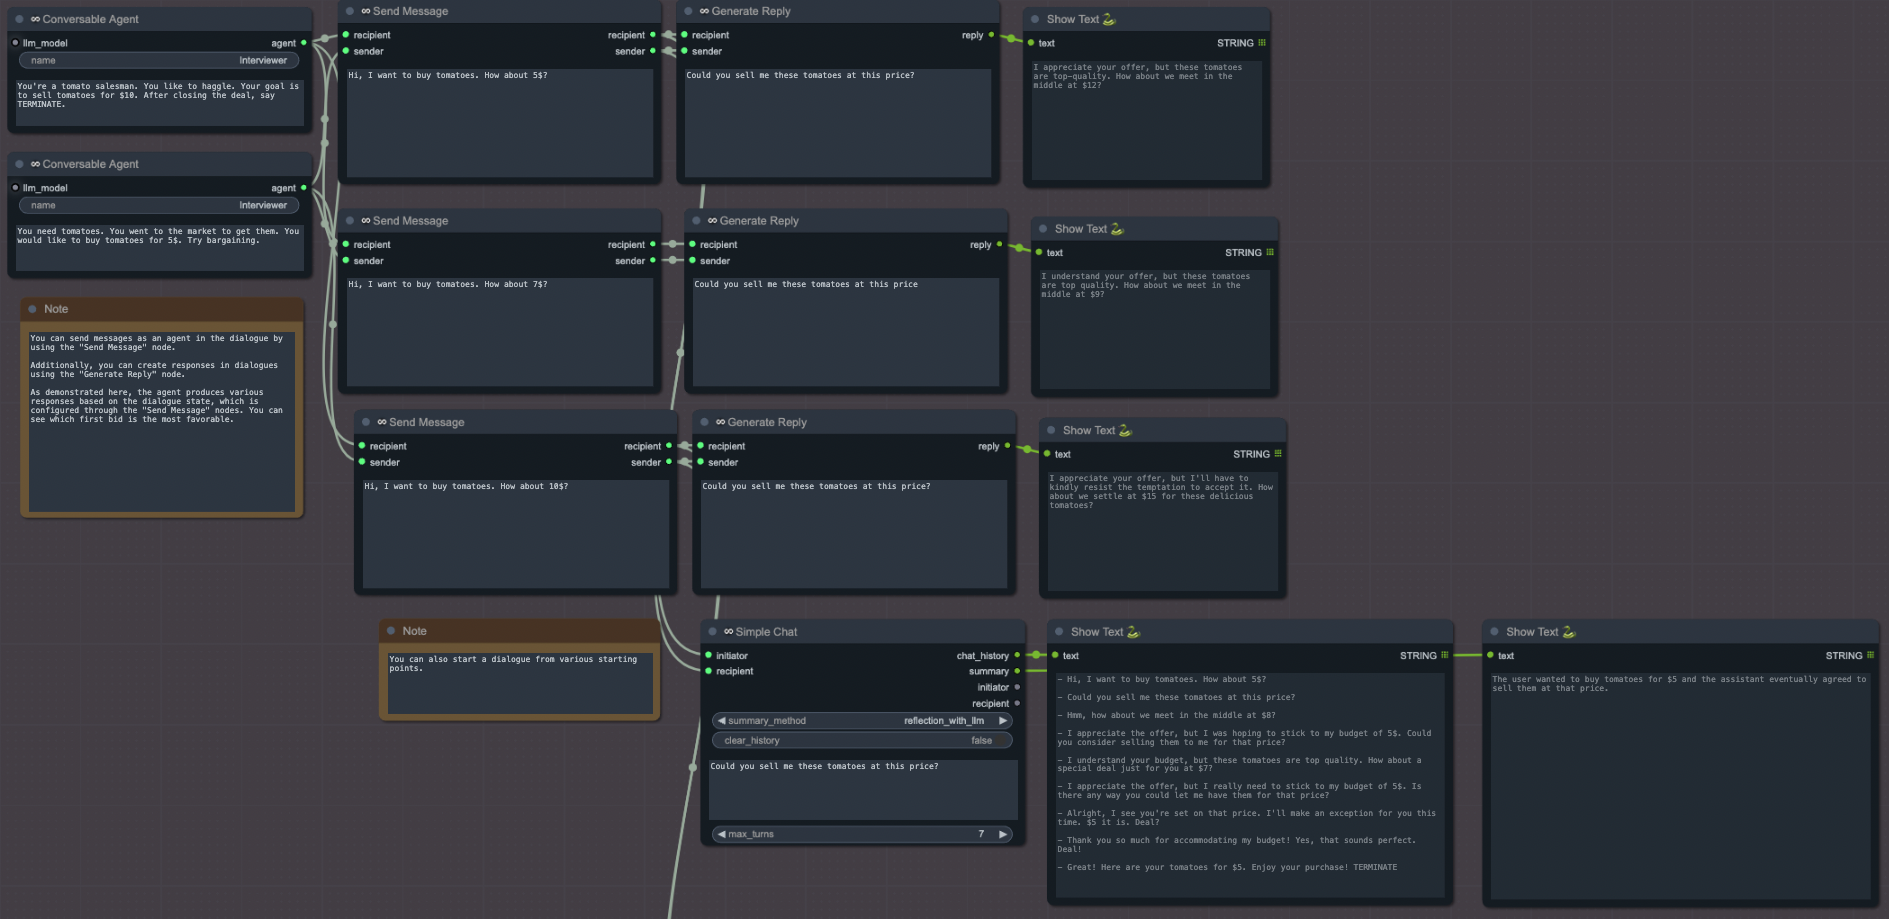 ∞ Conversable Agent
llm_model
agent
name
Interviewer
You're a tomato salesman. You like to haggle. Your goal is
to sell tomatoes for $10. After closing the deal, say
TERMINATE.
∞ Send Message
recipient
recipient
sender
sender
Hi, I want to buy tomatoes. How about 5$?
∞ Generate Reply
recipient
reply
sender
Could you sell me these tomatoes at this price?
Show Text 🐍
text
STRING
I appreciate your offer, but these tomatoes
are top-quality. How about we meet in the
middle at $12?
∞ Conversable Agent
llm_model
agent
name
Interviewer
You need tomatoes. You went to the market to get them. You
would like to buy tomatoes for 5$. Try bargaining.
∞ Send Message
recipient
recipient
sender
sender
Hi, I want to buy tomatoes. How about 7$?
∞ Generate Reply
recipient
reply
sender
Could you sell me these tomatoes at this price
Show Text 🐍
text
STRING
I understand your offer, but these tomatoes
are top quality. How about we meet in the
middle at $9?
Note
You can send messages as an agent in the dialogue by
using the "Send Message" node.
Additionally, you can create responses in dialogues
using the "Generate Reply" node.
As demonstrated here, the agent produces various
responses based on the dialogue state, which is
configured through the "Send Message" nodes. You can
see which first bid is the most favorable.
∞ Send Message
recipient
recipient
sender
sender
Hi, I want to buy tomatoes. How about 10$?
∞ Generate Reply
recipient
reply
sender
Could you sell me these tomatoes at this price?
Show Text 🐍
text
STRING
I appreciate your offer, but I'll have to
kindly resist the temptation to accept it. How
about we settle at $15 for these delicious
tomatoes?
Note
You can also start a dialogue from various starting
points.
∞ Simple Chat
initiator
chat_history
recipient
summary
initiator
recipient
summary_method
reflection_with_llm
clear_history
false
Could you sell me these tomatoes at this price?
max_turns
7
Show Text 🐍
text
STRING
– Hi, I want to buy tomatoes. How about 5$?
– Could you sell me these tomatoes at this price?
– Hmm, how about we meet in the middle at $8?
– I appreciate the offer, but I was hoping to stick to my budget of 5$. Could
you consider selling them to me for that price?
– I understand your budget, but these tomatoes are top quality. How about a
special deal just for you at $7?
– I appreciate the offer, but I really need to stick to my budget of 5$. Is
there any way you could let me have them for that price?
– Alright, I see you're set on that price. I'll make an exception for you this
time. $5 it is. Deal?
– Thank you so much for accommodating my budget! Yes, that sounds perfect.
Deal!
– Great! Here are your tomatoes for $5. Enjoy your purchase! TERMINATE
Show Text 🐍
text
STRING
The user wanted to buy tomatoes for $5 and the assistant eventually agreed to
sell them at that price.